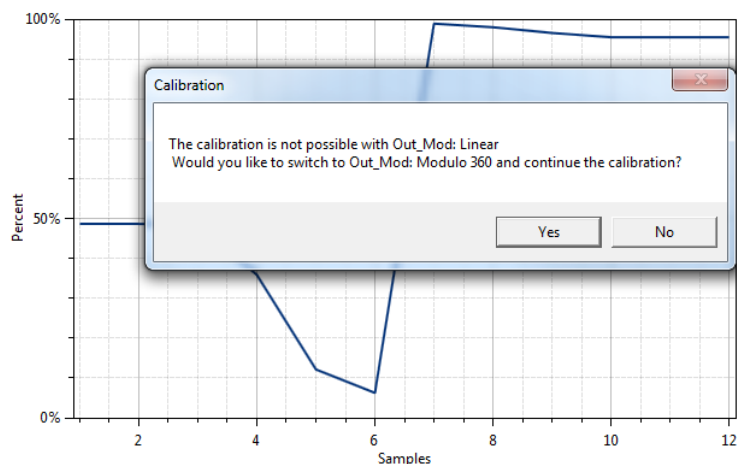 100%
Calibration
The calibration is not possible with Out_Mod: Linear
Would you like to switch to Out_Mod: Modulo 360 and continue the calibration?
Yes No
50%
Percent
0%
2 4 6 8 10 12
Samples